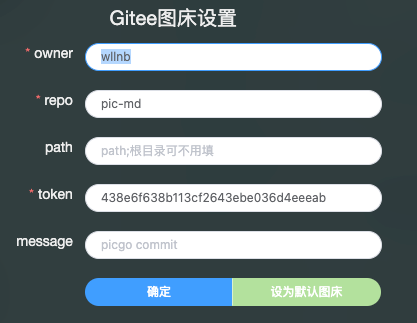 Gitee图床设置
* owner
wllnb
* repo
pic-md
path
path;根目录可不用填
* token
438e6f638b113cf2643ebe036d4eeeab
message
picgo commit
确定
设为默认图床